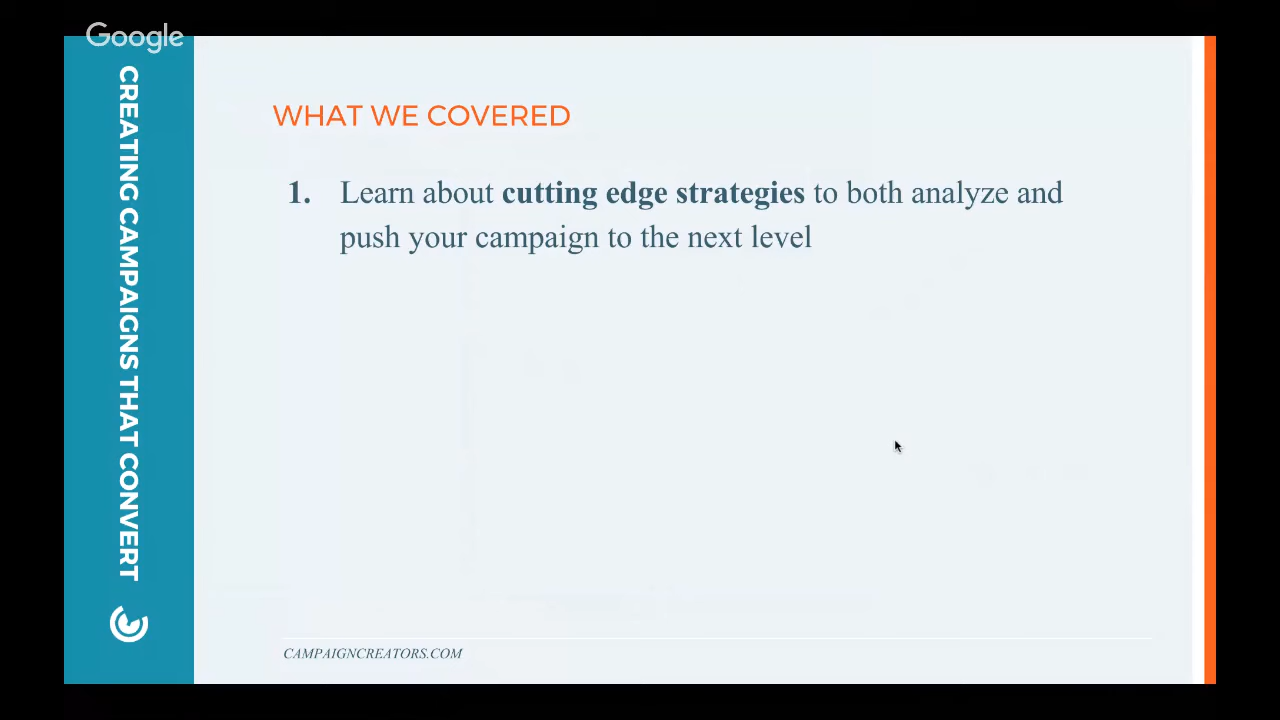 Google
CREATING CAMPAIGNS THAT CONVERT
WHAT WE COVERED
1. Learn about cutting edge strategies to both analyze and
push your campaign to the next level
CAMPAIGNCREATORS.COM